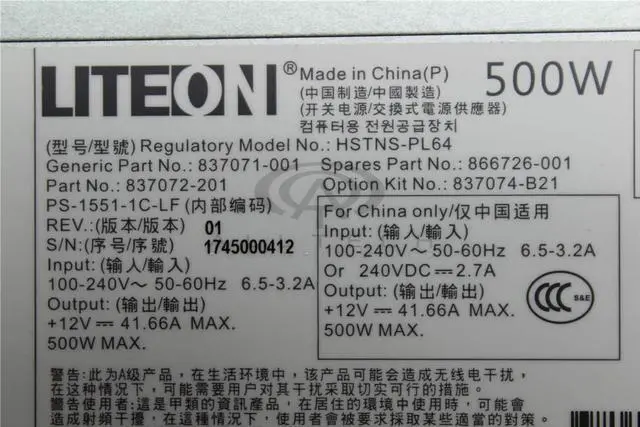 LITEON® Made in China(P) 500W
(中国制造/中國製造)
(开关电源/交換式電源供應器)
컴퓨터용 전원공급장치
(型号/型號) Regulatory Model No.: HSTNS-PL64
Generic Part No.: 837071-001 Spares Part No.: 866726-001
Part No.: 837072-201 Option Kit No.: 837074-B21
PS-1551-1C-LF (内部编码)
REV.: (版本/版本) 01
S/N: (序号/序號) 1745000412
Input: (输人/輸入)
100-240V～ 50-60Hz 6.5-3.2A
Output: (输出/輸出)
+12V⎓ 41.66A MAX.
500W MAX.
For China only/仅中国适用
Input: (输人/輸入)
100-240V～ 50-60Hz 6.5-3.2A
Or 240VDC⎓2.7A
Output: (输出/輸出)
+12V⎓ 41.66A MAX.
500W MAX.
CCC S&E
警告:此为A级产品，在生活环境中，该产品可能会造成无线电干扰，
在这种情况下，可能需要用户对其干扰采取切实可行的措施。
警告使用者:這是甲類的資訊產品，在居住的環境中使用時，可能會
造成射頻干擾，在這種情況下，使用者會被要求採取某些適當的對策。